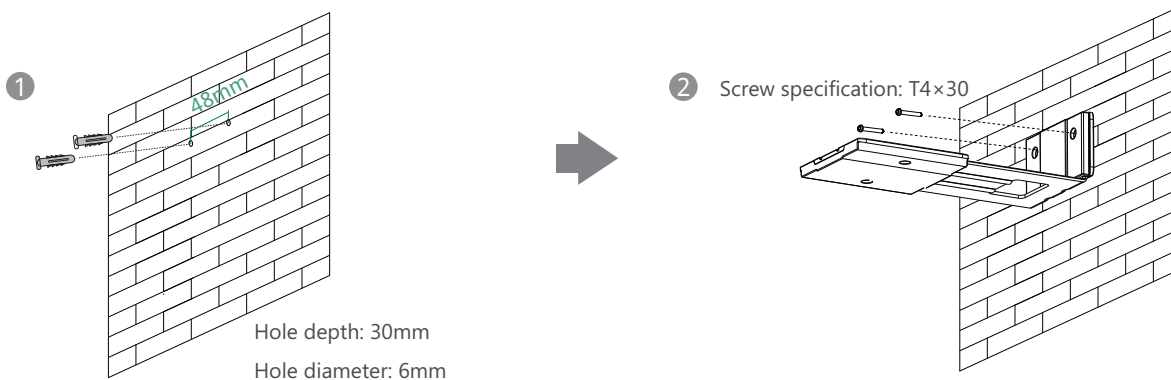 1
48mm
Hole depth: 30mm
Hole diameter: 6mm
2 Screw specification: T4×30